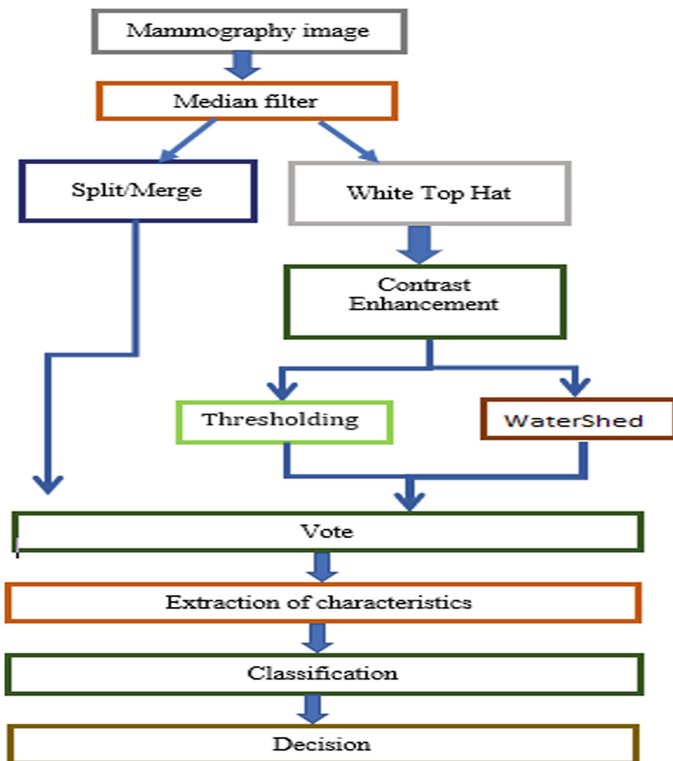 Mammography image
Median filter
Split/Merge
White Top Hat
Contrast
Enhancement
Thresholding
WaterShed
Vote
Extraction of characteristics
Classification
Decision